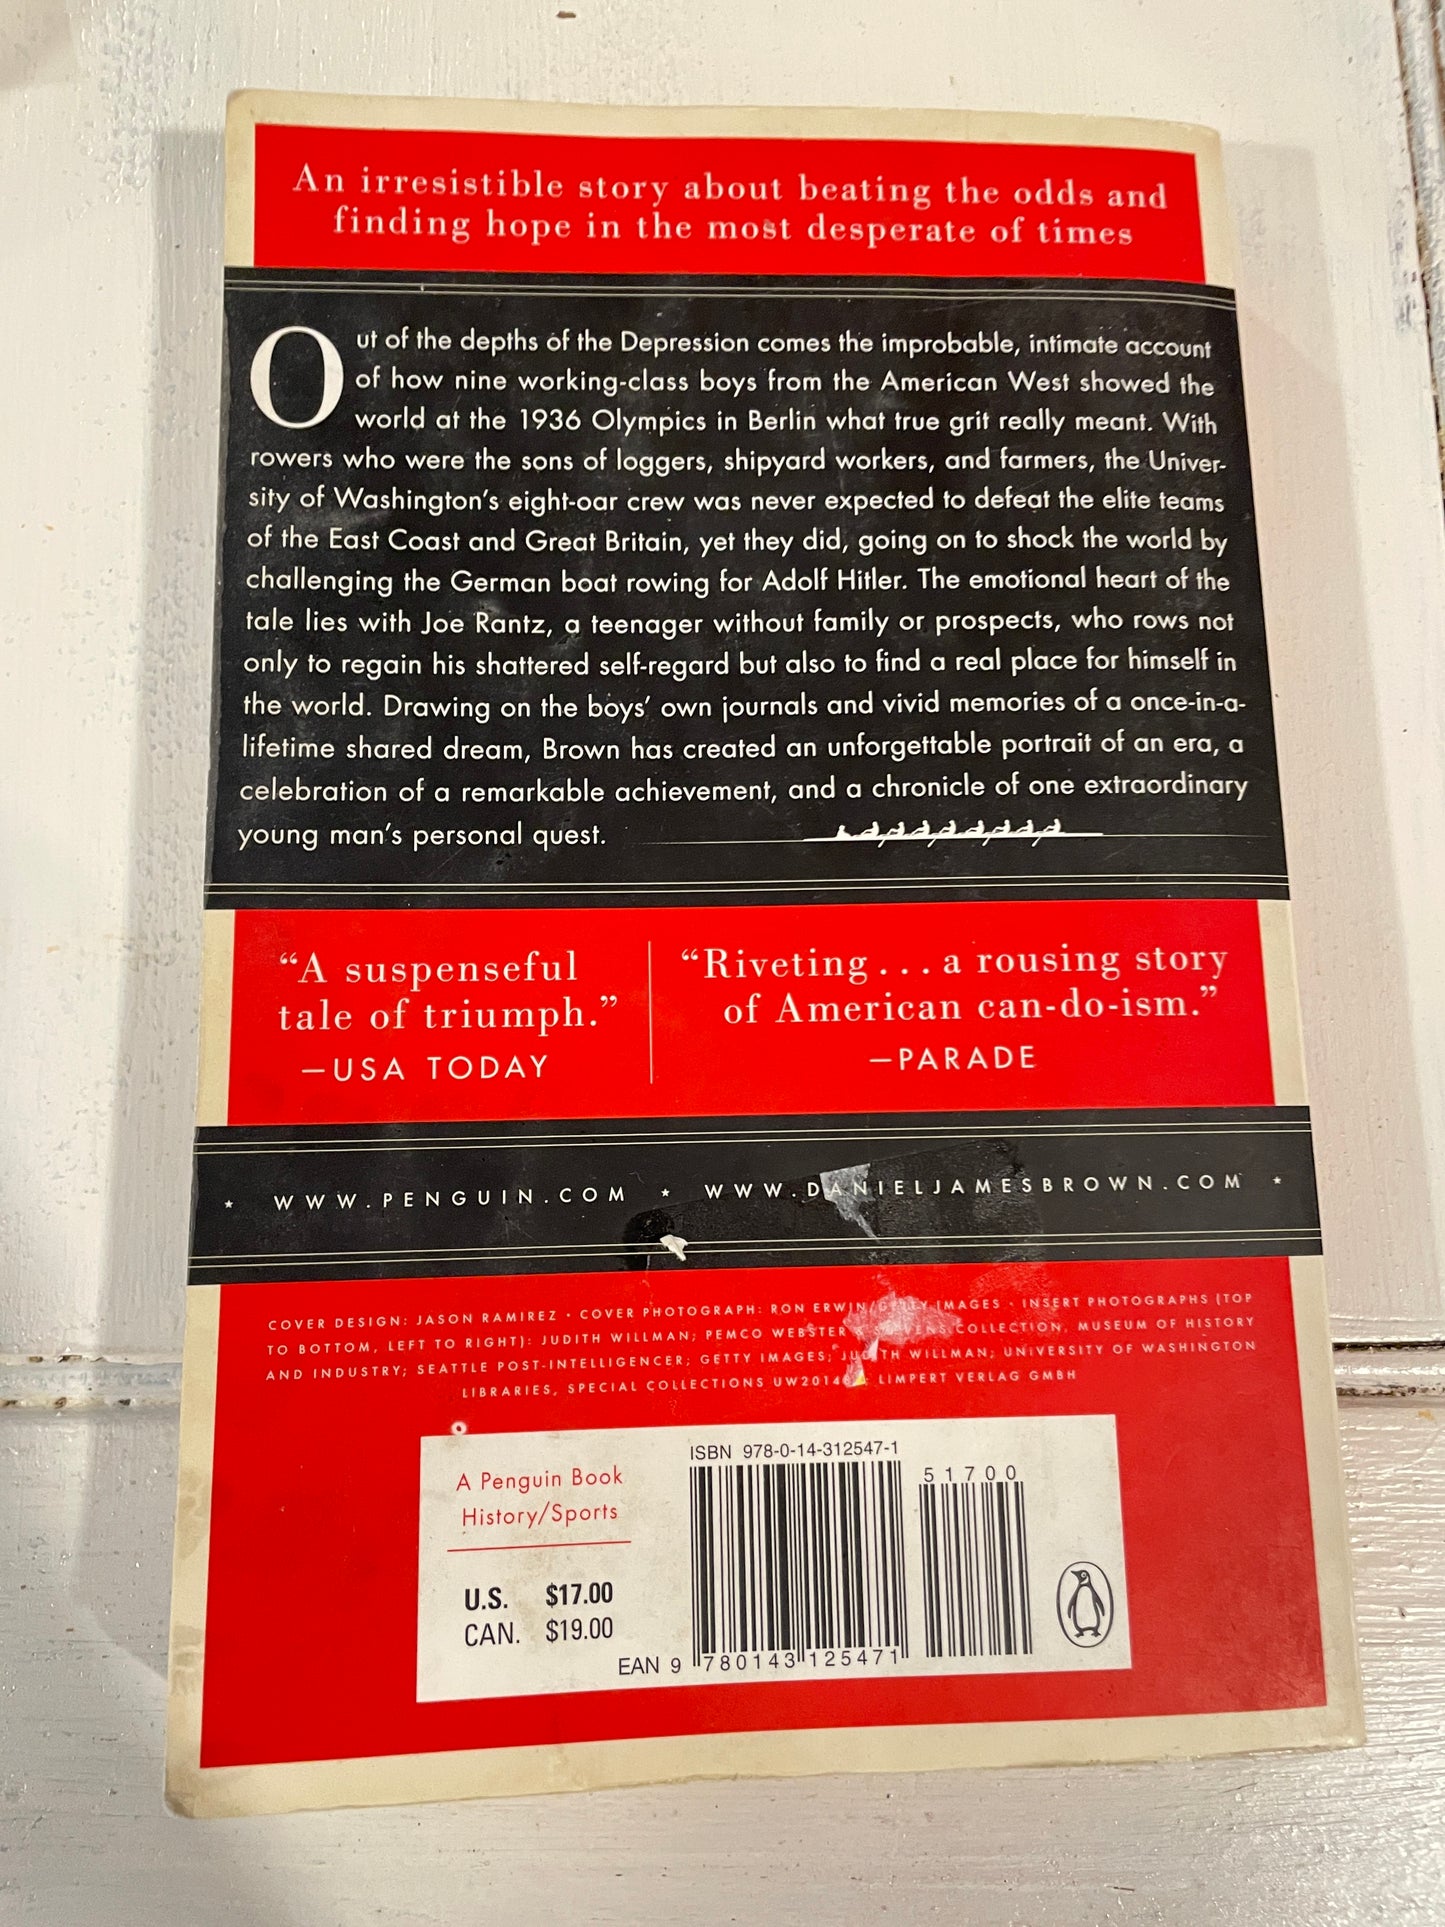 An irresistible story about beating the odds and
finding hope in the most desperate of times
Out of the depths of the Depression comes the improbable, intimate account
of how nine working-class boys from the American West showed the
world at the 1936 Olympics in Berlin what true grit really meant. With
rowers who were the sons of loggers, shipyard workers, and farmers, the Univer-
sity of Washington's eight-oar crew was never expected to defeat the elite teams
of the East Coast and Great Britain, yet they did, going on to shock the world by
challenging the German boat rowing for Adolf Hitler. The emotional heart of the
tale lies with Joe Rantz, a teenager without family or prospects, who rows not
only to regain his shattered self-regard but also to find a real place for himself in
the world. Drawing on the boys' own journals and vivid memories of a once-in-a-
lifetime shared dream, Brown has created an unforgettable portrait of an era, a
celebration of a remarkable achievement, and a chronicle of one extraordinary
young man's personal quest.
"A suspenseful
tale of triumph."
—USA TODAY
"Riveting . . . a rousing story
of American can-do-ism."
—PARADE
★ WWW.PENGUIN.COM ★ WWW.DANIELJAMESBROWN.COM ★
COVER DESIGN: JASON RAMIREZ • COVER PHOTOGRAPH: RON ERWIN/GETTY IMAGES • INSERT PHOTOGRAPHS (TOP
TO BOTTOM, LEFT TO RIGHT): JUDITH WILLMAN; PEMCO WEBSTER COLLECTION, MUSEUM OF HISTORY
AND INDUSTRY; SEATTLE POST-INTELLIGENCER; GETTY IMAGES; JUDITH WILLMAN; UNIVERSITY OF WASHINGTON
LIBRARIES, SPECIAL COLLECTIONS LIMPERT VERLAG GMBH
A Penguin Book
History/Sports
U.S. $17.00
CAN. $19.00
ISBN 978-0-14-312547-1
51700
EAN 9 780143 125471